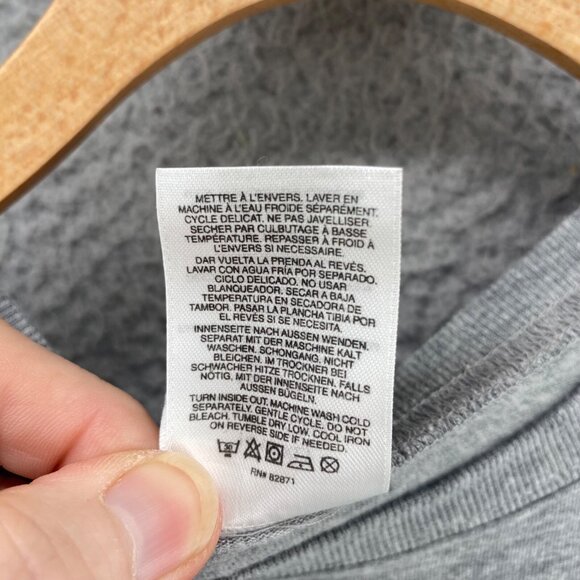 METTRE À L'ENVERS. LAVER EN
MACHINE À L'EAU FROIDE SÉPARÉMENT.
CYCLE DELICAT. NE PAS JAVELLISER.
SECHER PAR CULBUTAGE À BASSE
TEMPÉRATURE. REPASSER À FROID À
L'ENVERS SI NECESSAIRE.
DAR VUELTA LA PRENDA AL REVÉS.
LAVAR CON AGUA FRÍA POR SEPARADO.
CICLO DELICADO. NO USAR
BLANQUEADOR. SECAR A BAJA
TEMPERATURA EN SECADORA DE
TAMBOR. PASAR LA PLANCHA TIBIA POR
EL REVÉS SI SE NECESITA.
INNENSEITE NACH AUSSEN WENDEN.
SEPARAT MIT DER MASCHINE KALT
WASCHEN. SCHONGANG. NICHT
BLEICHEN. IM TROCKNER BEI
SCHWACHER HITZE TROCKNEN. FALLS
NÖTIG, MIT DER INNENSEITE NACH
AUSSEN BÜGELN.
TURN INSIDE OUT. MACHINE WASH COLD
SEPARATELY. GENTLE CYCLE. DO NOT
BLEACH. TUMBLE DRY LOW. COOL IRON
ON REVERSE SIDE IF NEEDED.
30
RN# 82871